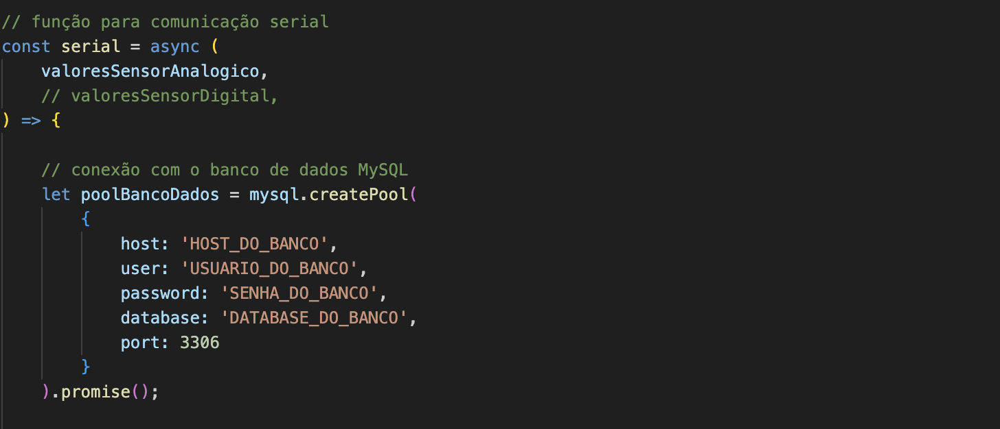 // função para comunicação serial
const serial = async (
    valoresSensorAnalogico,
    // valoresSensorDigital,
) => {
    // conexão com o banco de dados MySQL
    let poolBancoDados = mysql.createPool(
        {
            host: 'HOST_DO_BANCO',
            user: 'USUARIO_DO_BANCO',
            password: 'SENHA_DO_BANCO',
            database: 'DATABASE_DO_BANCO',
            port: 3306
        }
    ).promise();